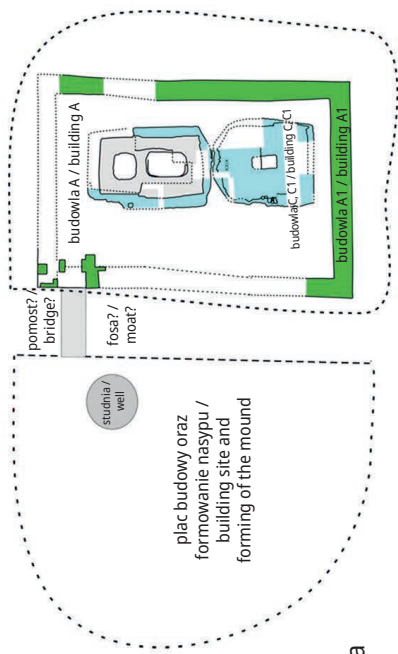 pomost? /
bridge?
fosa? /
moat?
budowla A / building A
budowla C, C1 / building C, C1
budowla A1 / building A1
studnia /
well
plac budowy oraz
formowanie nasypu /
building site and
forming of the mound
a